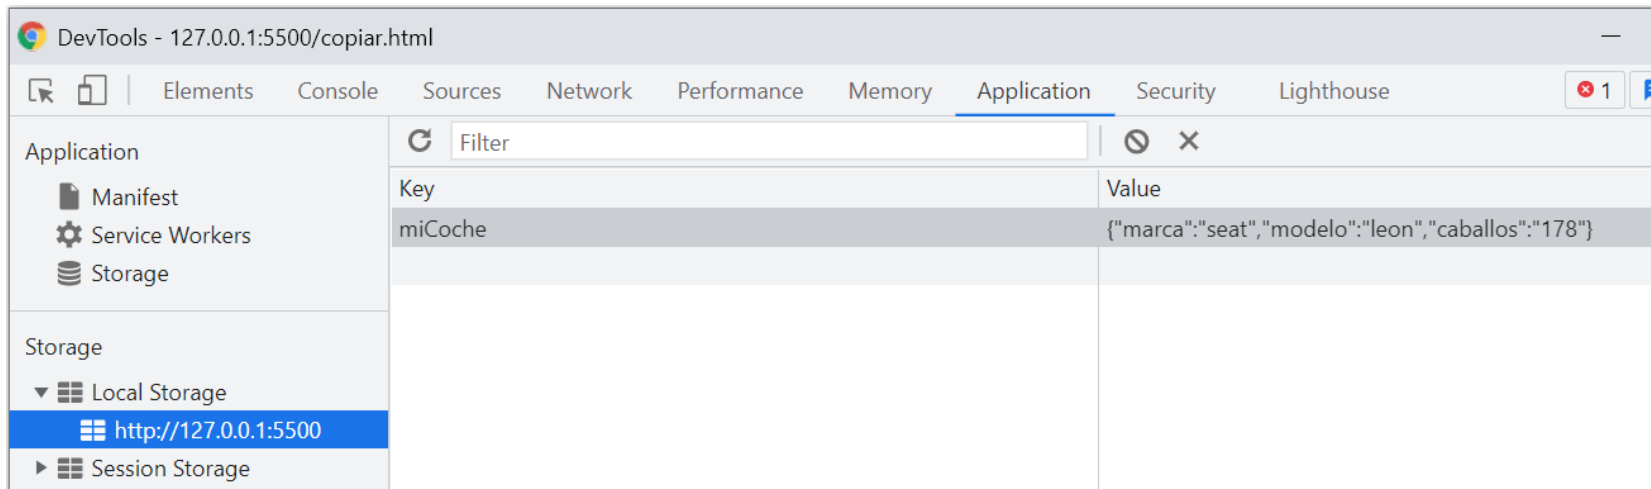 DevTools - 127.0.0.1:5500/copiar.html
Elements Console Sources Network Performance Memory Application Security Lighthouse 1
Application
Manifest
Service Workers
Storage
Storage
Local Storage
http://127.0.0.1:5500
Session Storage
Filter
Key Value
miCoche {"marca":"seat","modelo":"leon","caballos":"178"}